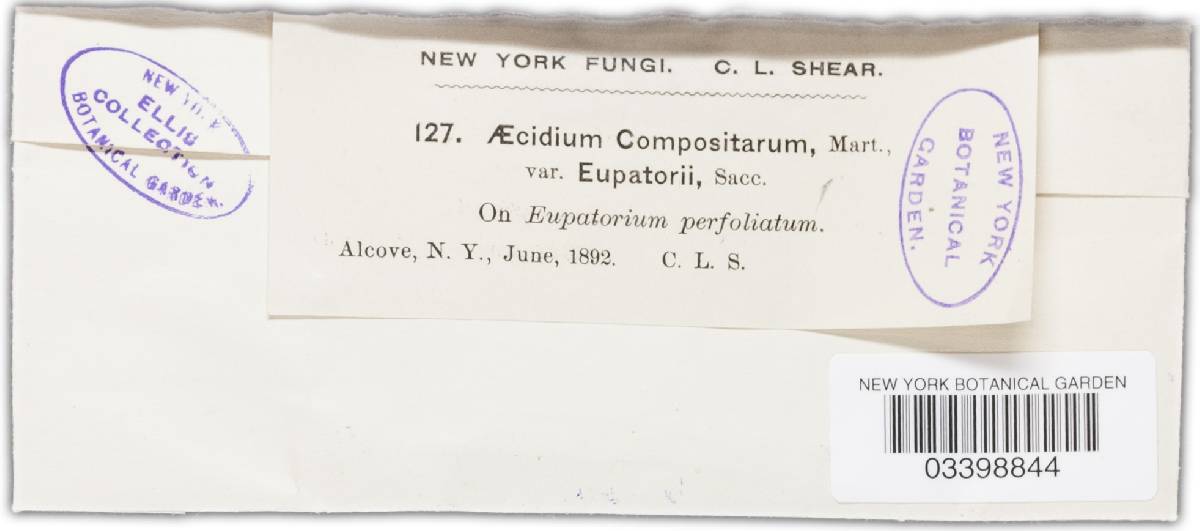 NEW YORK FUNGI. C. L. SHEAR.
127. Æcidium Compositarum, Mart.,
var. Eupatorii, Sacc.
On Eupatorium perfoliatum.
Alcove, N. Y., June, 1892. C. L. S.
NEW YORK
ELLIS
COLLECTION
BOTANICAL GARDEN.
NEW YORK
BOTANICAL
GARDEN.
NEW YORK BOTANICAL GARDEN
03398844